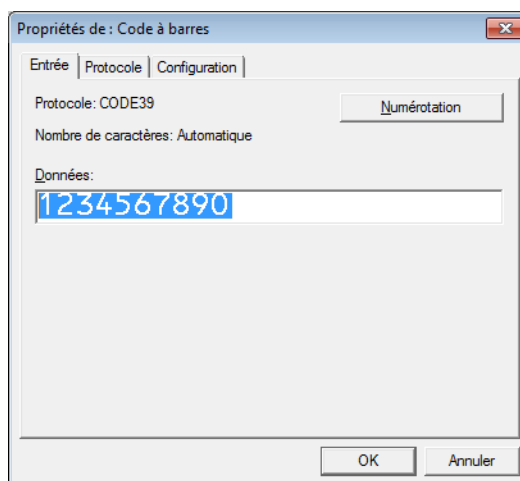 Propriétés de : Code à barres
Entrée Protocole Configuration
Protocole: CODE39
Numérotation
Nombre de caractères: Automatique
Données:
1234567890
OK Annuler